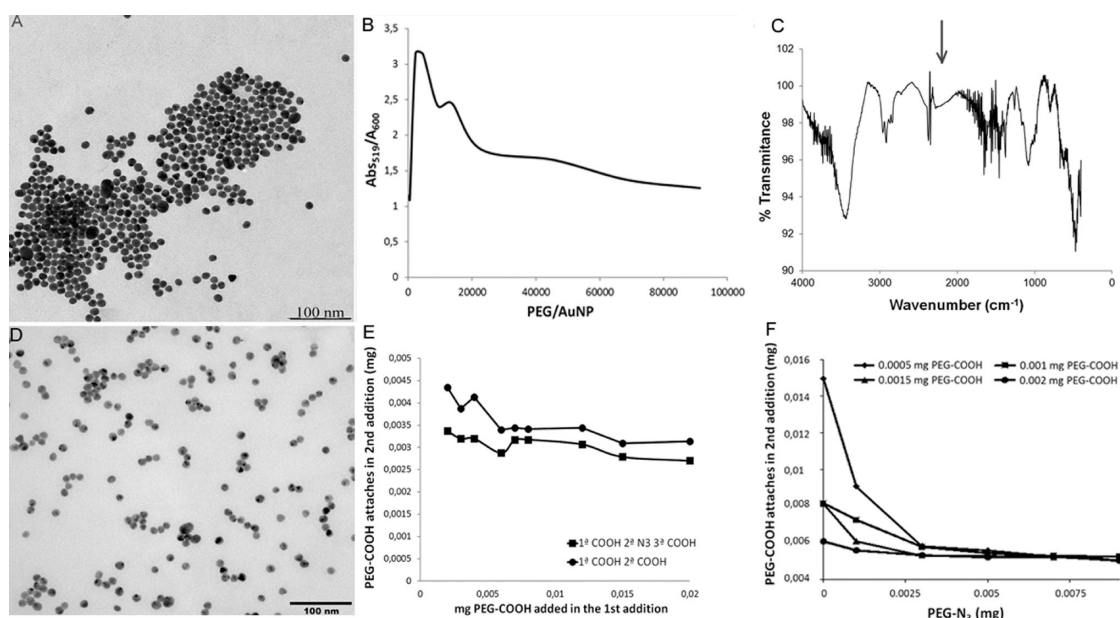 A
100 nm
B
Abs519/A600
3,5
3
2,5
2
1,5
1
0,5
0
0
20000
40000
60000
80000
100000
PEG/AuNP
C
% Transmitance
102
100
98
96
94
92
90
4000
3000
2000
1000
0
Wavenumber (cm-1)
D
100 nm
E
PEG-COOH attaches in 2nd addition (mg)
0,005
0,0045
0,004
0,0035
0,003
0,0025
0,002
0,0015
0,001
0,0005
0
1ª COOH 2ª N3 3ª COOH
1ª COOH 2ª COOH
0
0,005
0,01
0,015
0,02
mg PEG-COOH added in the 1st addition
F
PEG-COOH attaches in 2nd addition (mg)
0,016
0,014
0,012
0,01
0,008
0,006
0,004
0.0005 mg PEG-COOH
0.001 mg PEG-COOH
0.0015 mg PEG-COOH
0.002 mg PEG-COOH
0
0.0025
0.005
0.0075
PEG-N3 (mg)